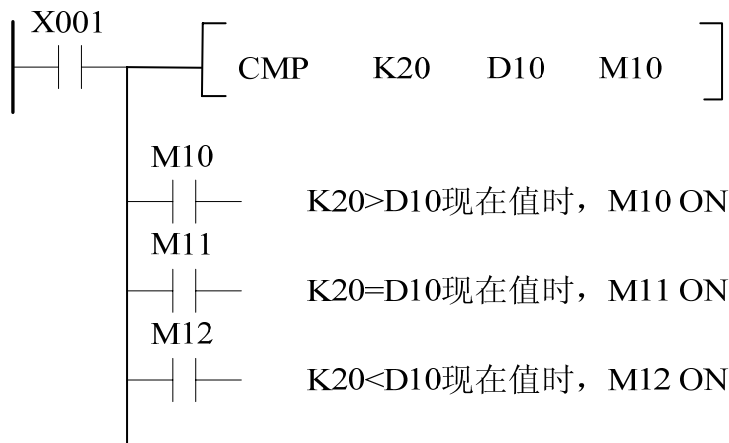 X001
CMP K20 D10 M10
M10
K20>D10现在值时，M10 ON
M11
K20=D10现在值时，M11 ON
M12
K20<D10现在值时，M12 ON